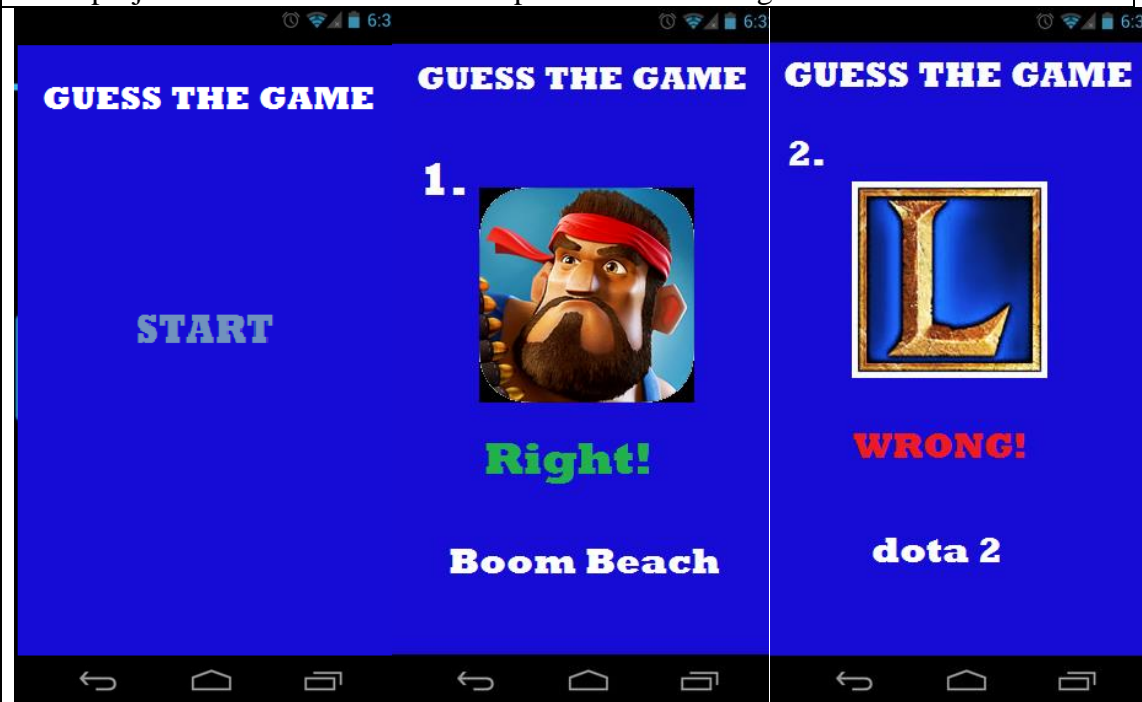 6:3
GUESS THE GAME
START
6:3
GUESS THE GAME
1.
Right!
Boom Beach
6:3
GUESS THE GAME
2.
L
WRONG!
dota 2